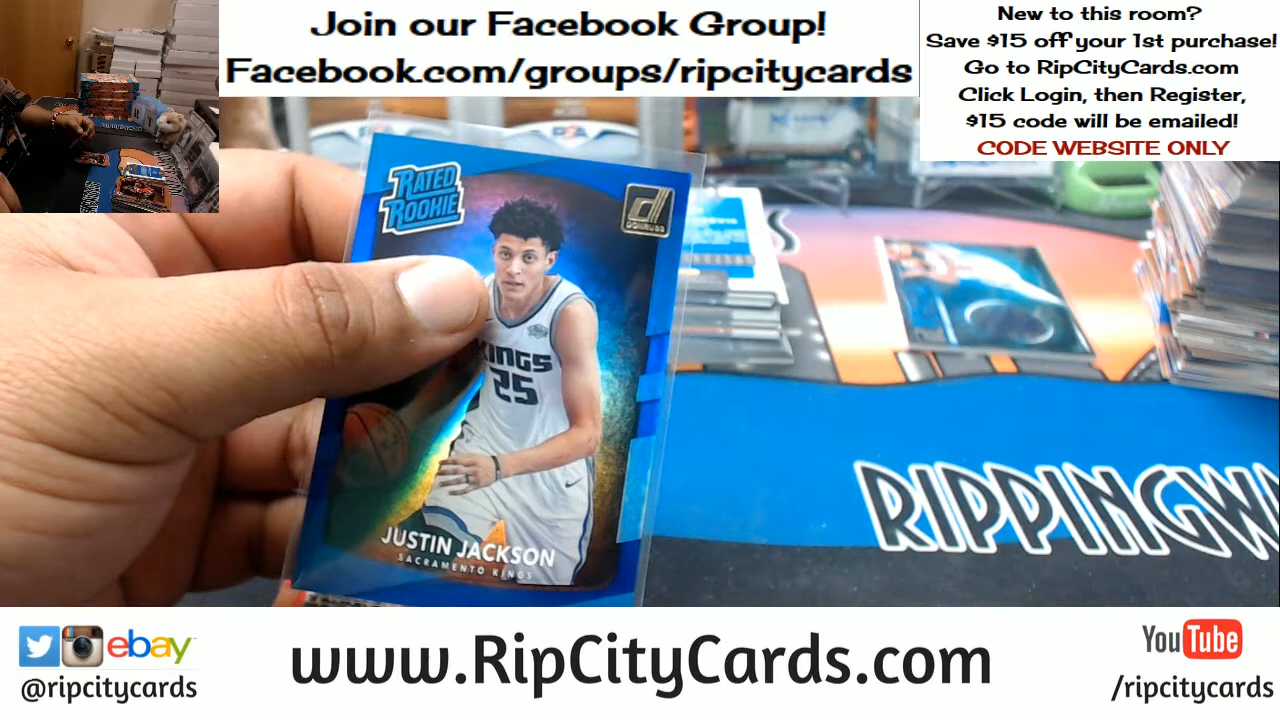 Join our Facebook Group!
Facebook.com/groups/ripcitycards
New to this room?
Save $15 off your 1st purchase!
Go to RipCityCards.com
Click Login, then Register,
$15 code will be emailed!
CODE WEBSITE ONLY
RATED
ROOKIE
d
DONRUSS
KINGS
25
JUSTIN JACKSON
SACRAMENTO KINGS
RIPPINGW
ebay
@ripcitycards
www.RipCityCards.com
YouTube
/ripcitycards